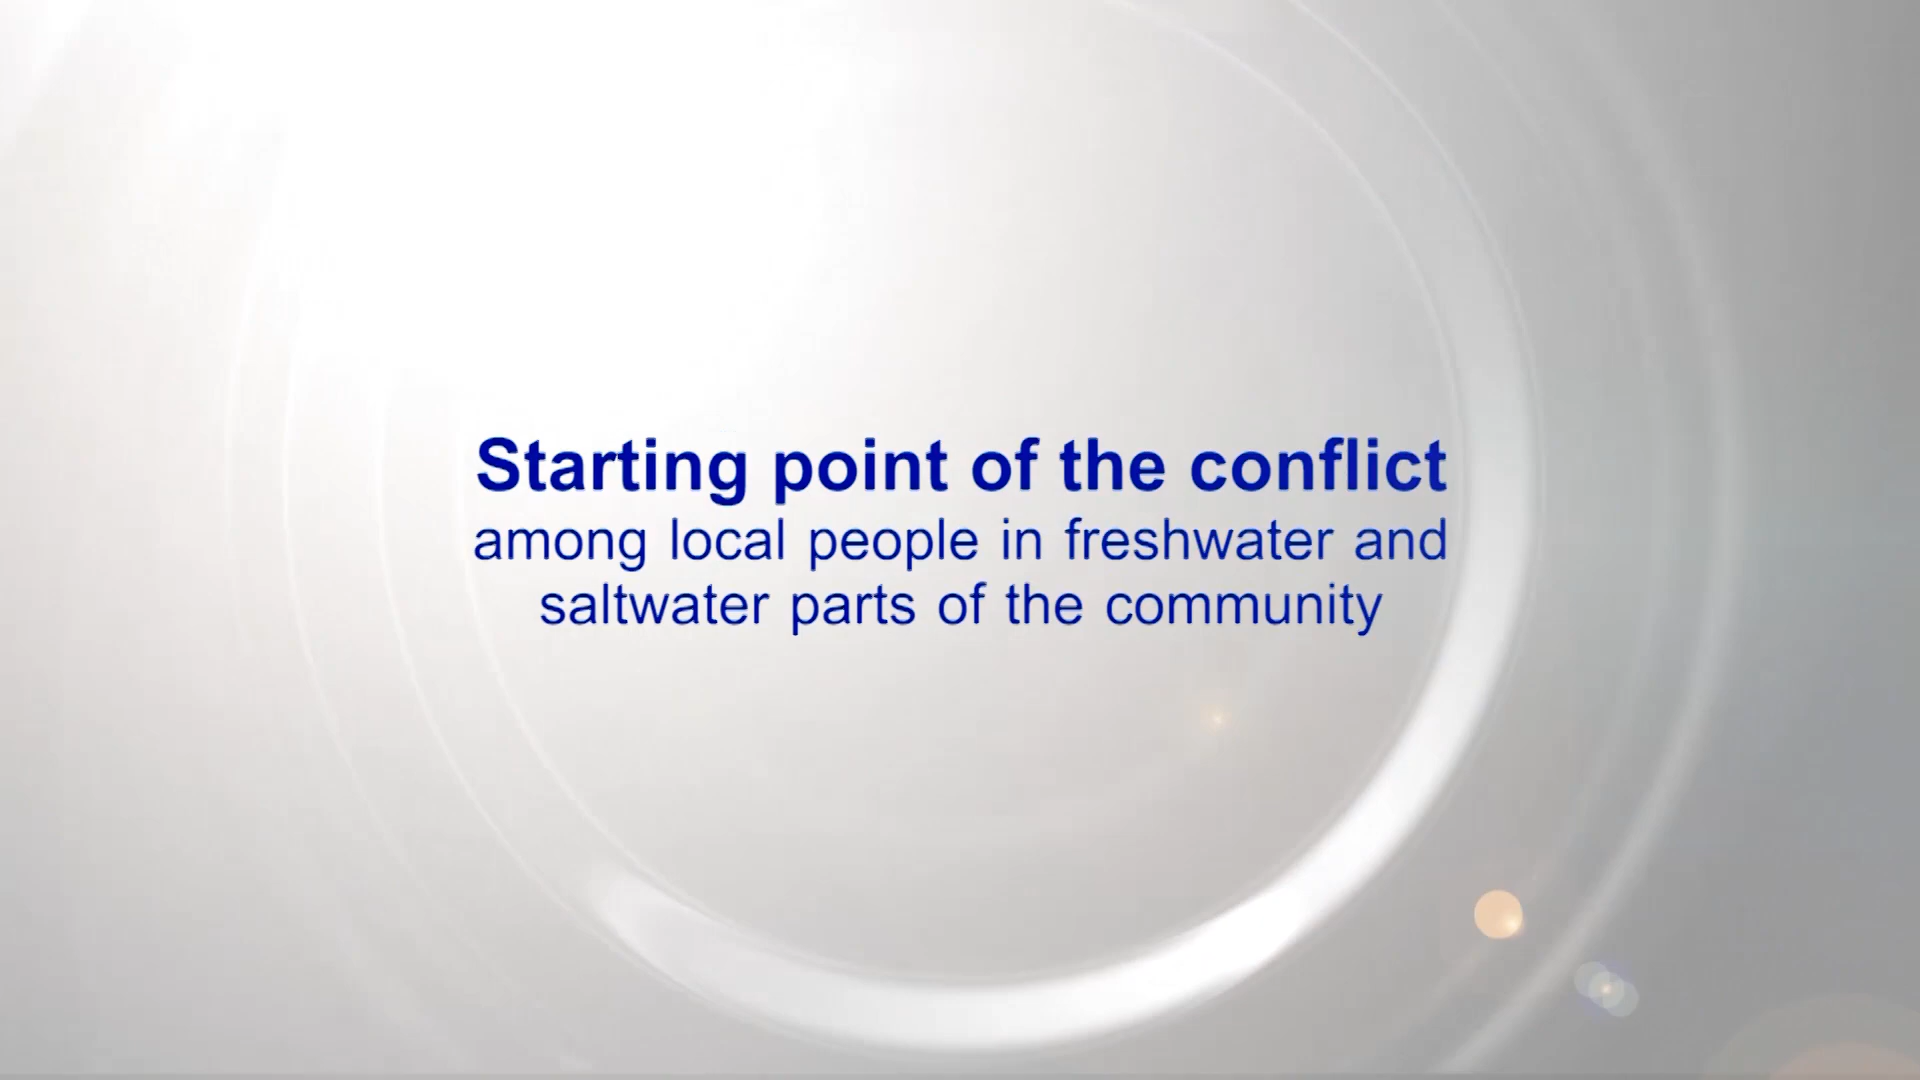 Starting point of the conflict
among local people in freshwater and
saltwater parts of the community